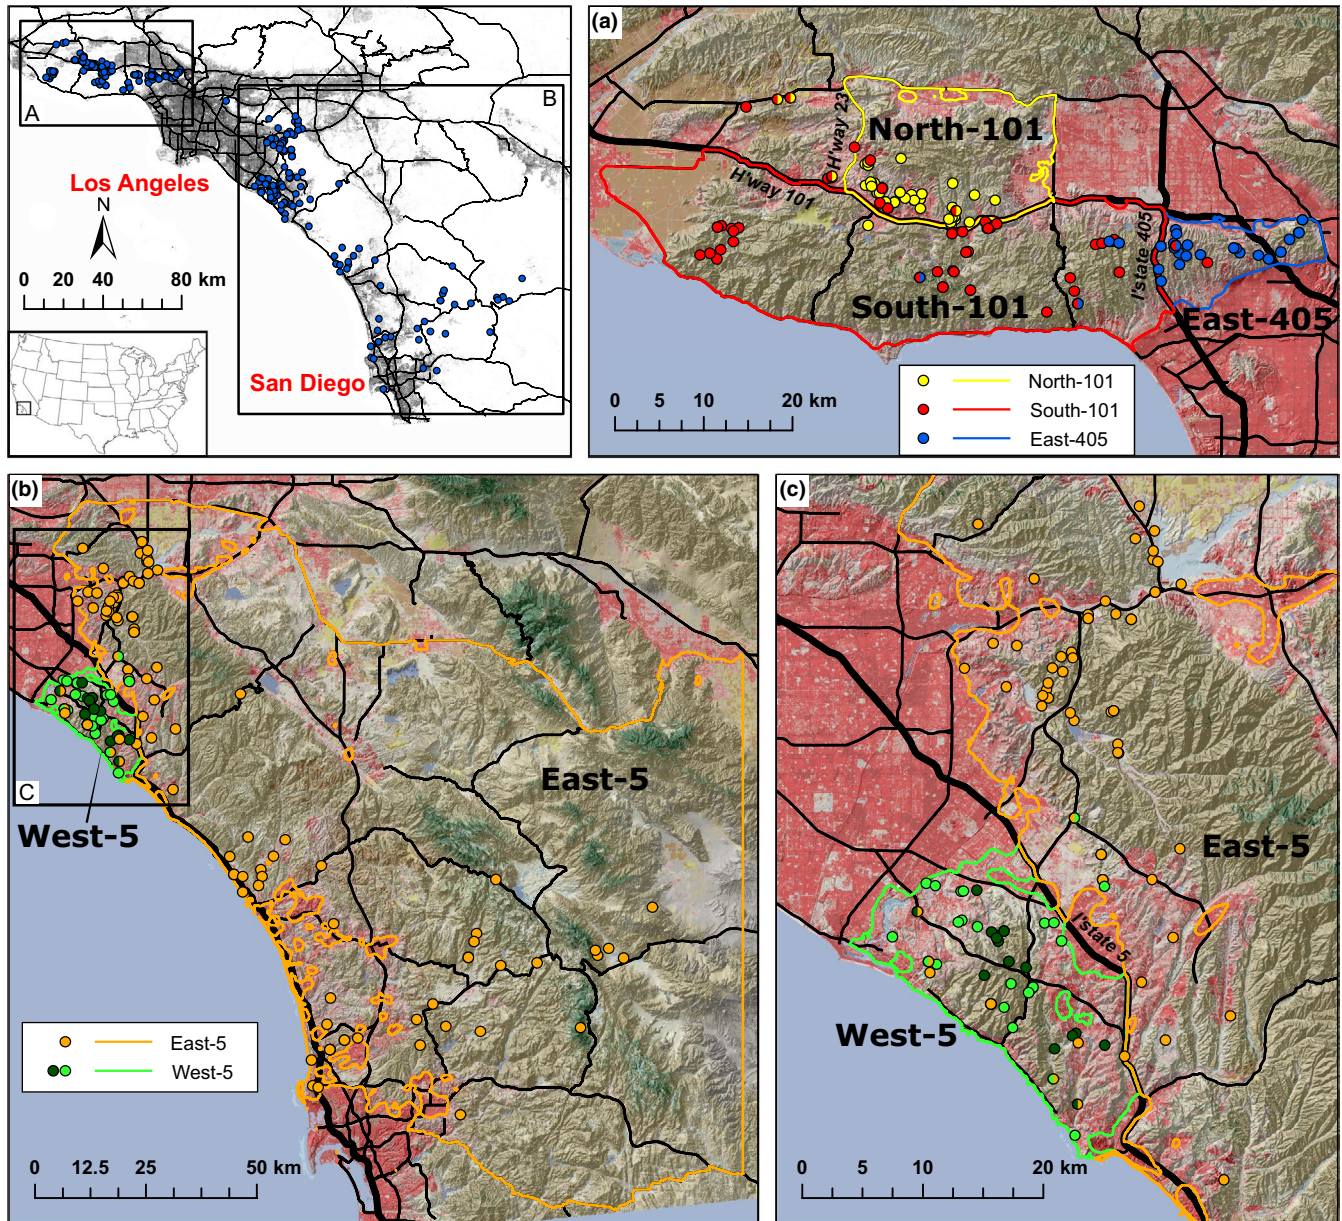 A
B
Los Angeles
N
0 20 40 80 km
San Diego
(a)
North-101
H'way 23
H'way 101
I'state 405
South-101
East-405
0 5 10 20 km
North-101
South-101
East-405
(b)
C
West-5
East-5
East-5
West-5
0 12.5 25 50 km
(c)
East-5
I'state 5
West-5
0 5 10 20 km